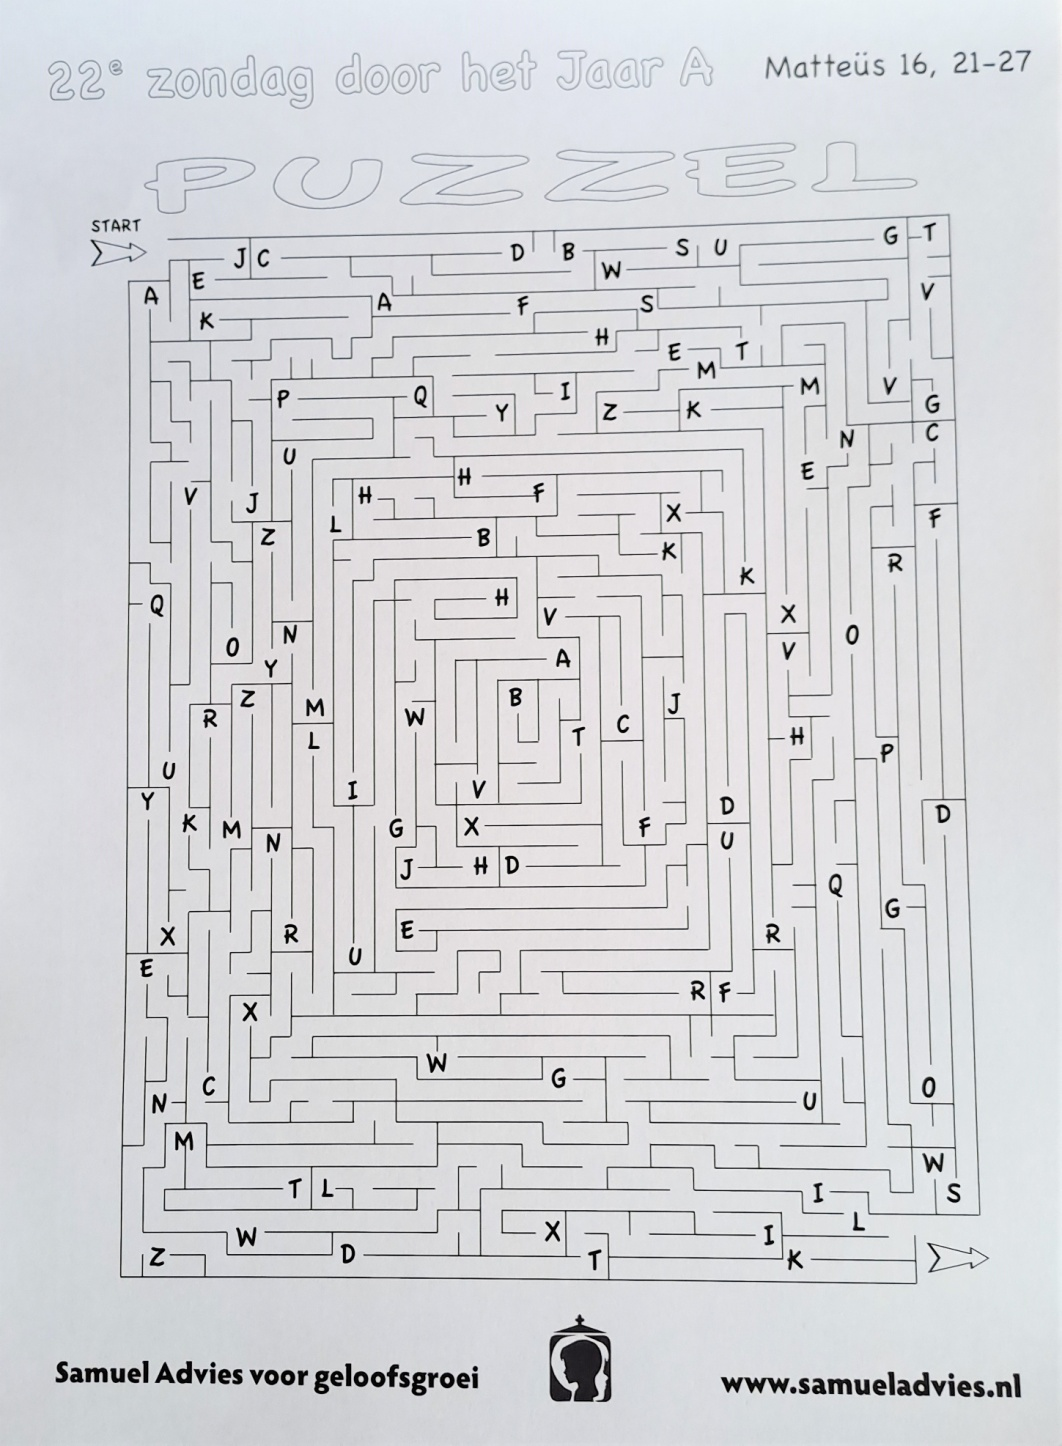 22e zondag door het Jaar A Matteüs 16, 21-27
PUZZEL
START
J C D B S U G T
E W
A A F S V
K
H
E T
M
P Q I M V
Y Z K G
N C
U
H E
V J H F
L X F
Z B
K
R
K
Q H
V X
N O
O V
Y A
Z B J
R M W
C
L T H
P
U
I V
Y D
K M G X F D
N U
J H D
Q
G
X R E R
E U
X R F
W
C G
N U O
M
W
T L I S
L
W X I
Z D T K
Samuel Advies voor geloofsgroei
www.samueladvies.nl